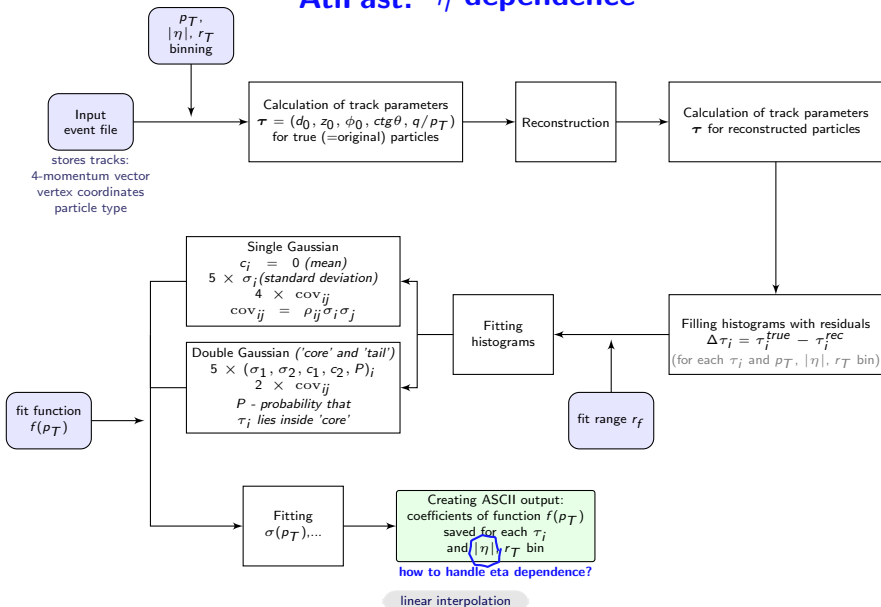 Atlfast: η dependence
p_T,
|η|, r_T
binning
Input
event file
stores tracks:
4-momentum vector
vertex coordinates
particle type
Calculation of track parameters
τ = (d_0, z_0, ϕ_0, ctgθ, q/p_T)
for true (=original) particles
Reconstruction
Calculation of track parameters
τ for reconstructed particles
Single Gaussian
c_i = 0 (mean)
5 × σ_i (standard deviation)
4 × cov_ij
cov_ij = ρ_ij σ_i σ_j
Double Gaussian ('core' and 'tail')
5 × (σ_1, σ_2, c_1, c_2, P)_i
2 × cov_ij
P - probability that
τ_i lies inside 'core'
Fitting
histograms
Filling histograms with residuals
Δτ_i = τ_i^true − τ_i^rec
(for each τ_i and p_T, |η|, r_T bin)
fit function
f(p_T)
fit range r_f
Fitting
σ(p_T),...
Creating ASCII output:
coefficients of function f(p_T)
saved for each τ_i
and |η|, r_T bin
how to handle eta dependence?
linear interpolation